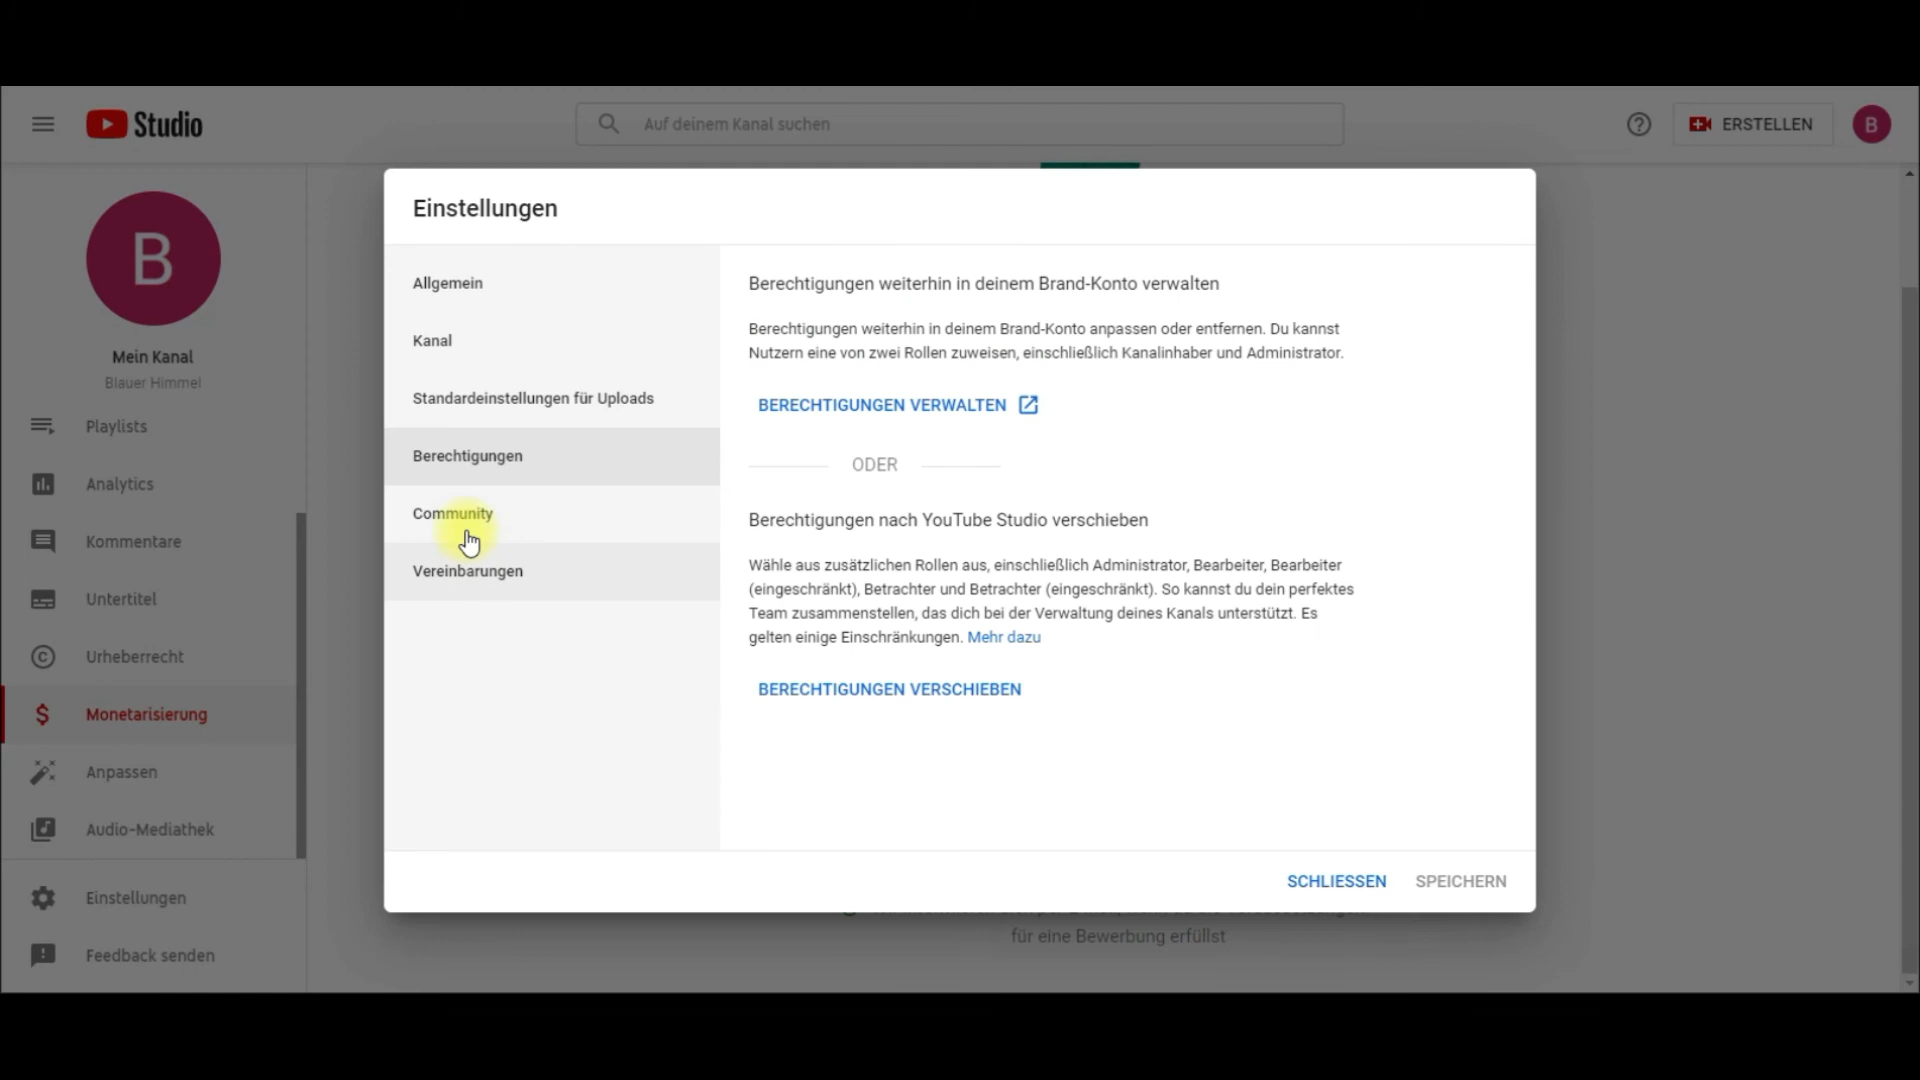 Studio
Auf deinem Kanal suchen
ERSTELLEN
B
B
Mein Kanal
Blauer Himmel
Playlists
Analytics
Kommentare
Untertitel
Urheberrecht
Monetarisierung
Anpassen
Audio-Mediathek
Einstellungen
Feedback senden
Einstellungen
Allgemein
Kanal
Standardeinstellungen für Uploads
Berechtigungen
Community
Vereinbarungen
Berechtigungen weiterhin in deinem Brand-Konto verwalten
Berechtigungen weiterhin in deinem Brand-Konto anpassen oder entfernen. Du kannst
Nutzern eine von zwei Rollen zuweisen, einschließlich Kanalinhaber und Administrator.
BERECHTIGUNGEN VERWALTEN
ODER
Berechtigungen nach YouTube Studio verschieben
Wähle aus zusätzlichen Rollen aus, einschließlich Administrator, Bearbeiter, Bearbeiter
(eingeschränkt), Betrachter und Betrachter (eingeschränkt). So kannst du dein perfektes
Team zusammenstellen, das dich bei der Verwaltung deines Kanals unterstützt. Es
gelten einige Einschränkungen. Mehr dazu
BERECHTIGUNGEN VERSCHIEBEN
SCHLIESSEN
SPEICHERN
für eine Bewerbung erfüllst